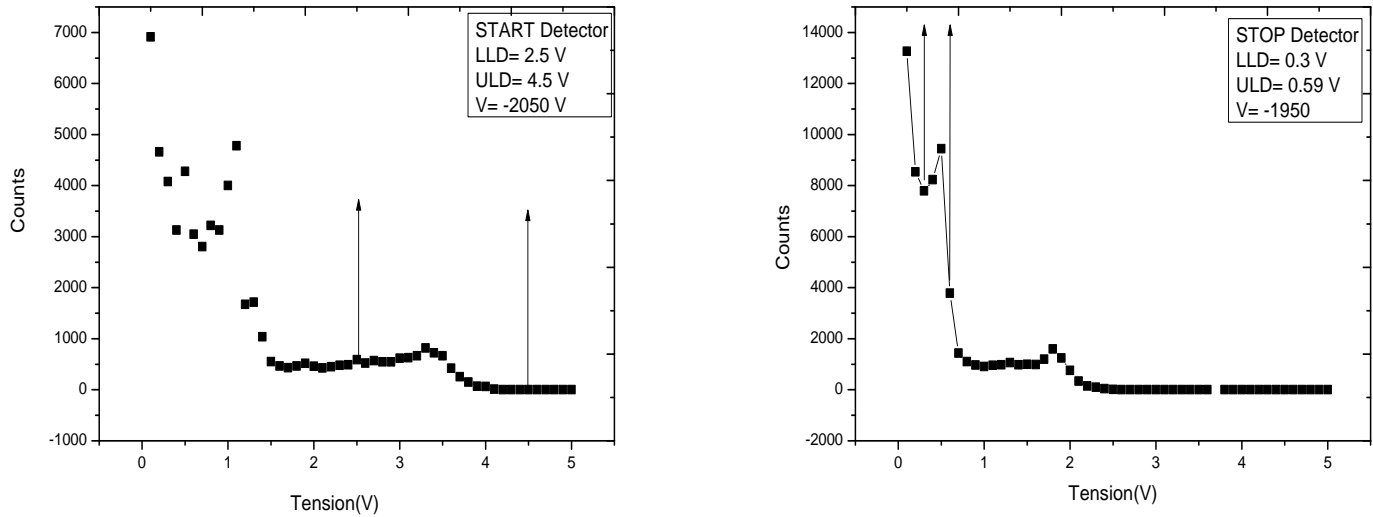 7000
6000
5000
4000
3000
2000
1000
0
-1000
Counts
START Detector
LLD= 2.5 V
ULD= 4.5 V
V= -2050 V
0 1 2 3 4 5
Tension(V)
14000
12000
10000
8000
6000
4000
2000
0
-2000
Counts
STOP Detector
LLD= 0.3 V
ULD= 0.59 V
V= -1950
0 1 2 3 4 5
Tension(V)